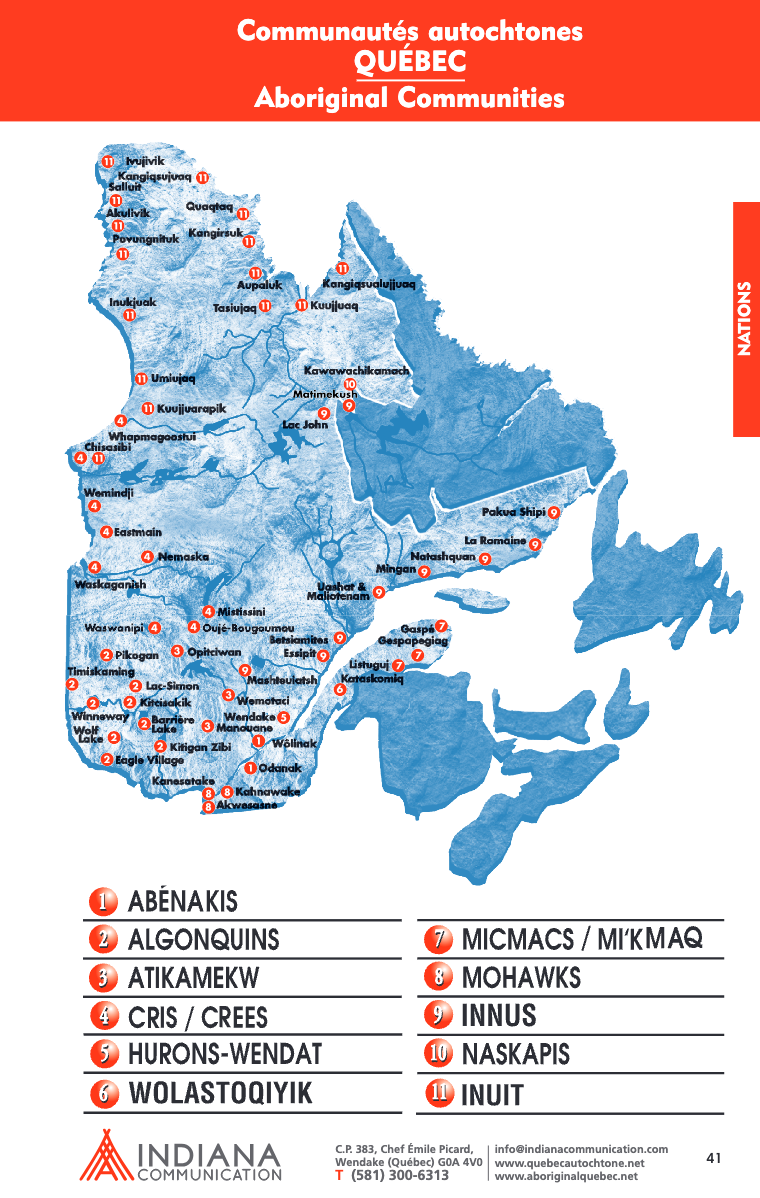 Communautés autochtones
QUÉBEC
Aboriginal Communities
NATIONS
11 Ivujivik
Kangiqsujuaq 11
Salluit
11
Akulivik
11
Quaqtaq 11
Puvungnituk
11
Kangirsuk 11
11
Aupaluk
11
Kangiqsualujjuaq
Inukjuak
11
Tasiujaq 11
11 Kuujjuaq
Kawawachikamach
10
11 Umiujaq
Matimekush
9
11 Kuujjuarapik
Lac John 9
4
Whapmagoostui
Chisasibi
4 11
Wemindji
4
Pakua Shipi 9
4 Eastmain
La Romaine 9
4 Nemaska
Natashquan 9
Mingan 9
4
Waskaganish
Uashat &
Maliotenam 9
4 Mistissini
Waswanipi 4
4 Oujé-Bougoumou
Gaspé 7
Betsiamites 9
Gespapegiag
7
2 Pikogan
3 Opitciwan
Essipit 9
Listuguj 7
Timiskaming
2
9
Mashteuiatsh
Kataskomiq
6
2 Lac-Simon
3 Wemotaci
2
Winneway
2 Kitcisakik
Wendake 5
2 Barrière
Lake
3 Manouane
Wolf
Lake 2
2 Kitigan Zibi
1 Wôlinak
2 Eagle Village
1 Odanak
Kanesatake
8
8 Kahnawake
8 Akwesasne
1 ABÉNAKIS
2 ALGONQUINS
3 ATIKAMEKW
4 CRIS / CREES
5 HURONS-WENDAT
6 WOLASTOQIYIK
7 MICMACS / MI'KMAQ
8 MOHAWKS
9 INNUS
10 NASKAPIS
11 INUIT
INDIANA
COMMUNICATION
C.P. 383, Chef Émile Picard,
Wendake (Québec) G0A 4V0
T (581) 300-6313
info@indianacommunication.com
www.quebecautochtone.net
www.aboriginalquebec.net
41